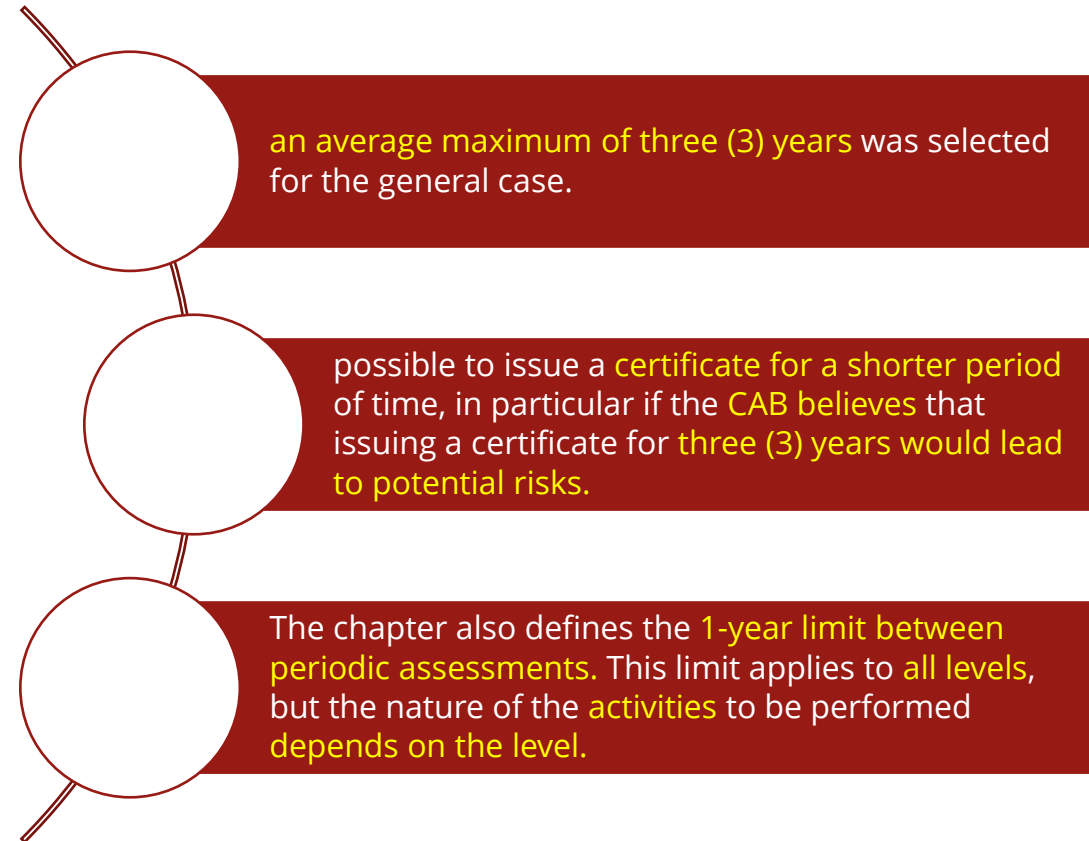 an average maximum of three (3) years was selected
for the general case.
possible to issue a certificate for a shorter period
of time, in particular if the CAB believes that
issuing a certificate for three (3) years would lead
to potential risks.
The chapter also defines the 1-year limit between
periodic assessments. This limit applies to all levels,
but the nature of the activities to be performed
depends on the level.